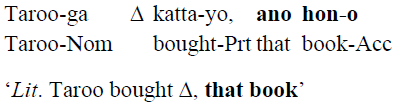 Taroo-ga Δ katta-yo, ano hon-o
Taroo-Nom bought-Prt that book-Acc
‘Lit. Taroo bought Δ, that book’